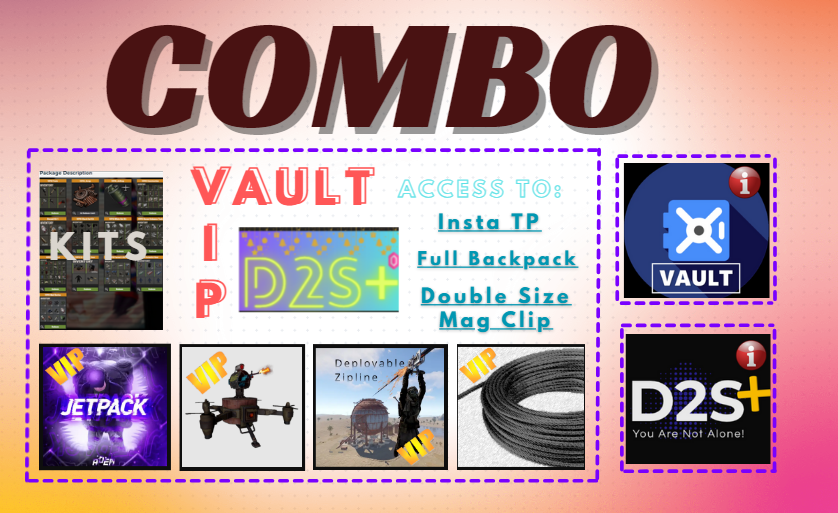 COMBO
Package Description
KITS
VAULT
VIP
D2S+
ACCESS TO:
Insta TP
Full Backpack
Double Size
Mag Clip
VIP
JETPACK
VIP
Deployable
Zipline
VIP
VIP
i
VAULT
i
D2S+
You Are Not Alone!